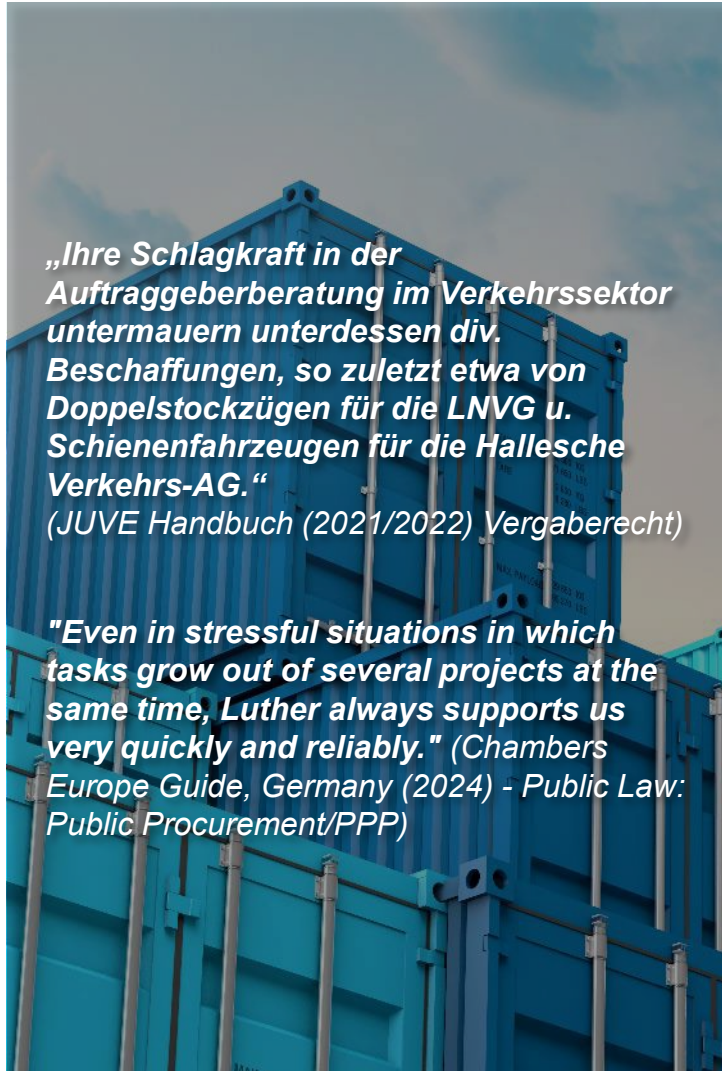 „Ihre Schlagkraft in der
Auftraggeberberatung im Verkehrssektor
untermauern unterdessen div.
Beschaffungen, so zuletzt etwa von
Doppelstockzügen für die LNVG u.
Schienenfahrzeugen für die Hallesche
Verkehrs-AG.“
(JUVE Handbuch (2021/2022) Vergaberecht)
"Even in stressful situations in which
tasks grow out of several projects at the
same time, Luther always supports us
very quickly and reliably." (Chambers
Europe Guide, Germany (2024) - Public Law:
Public Procurement/PPP)